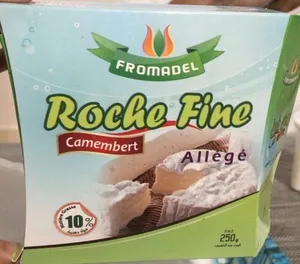 FROMADEL
Roche Fine
Camembert
Allégé
10%
250g